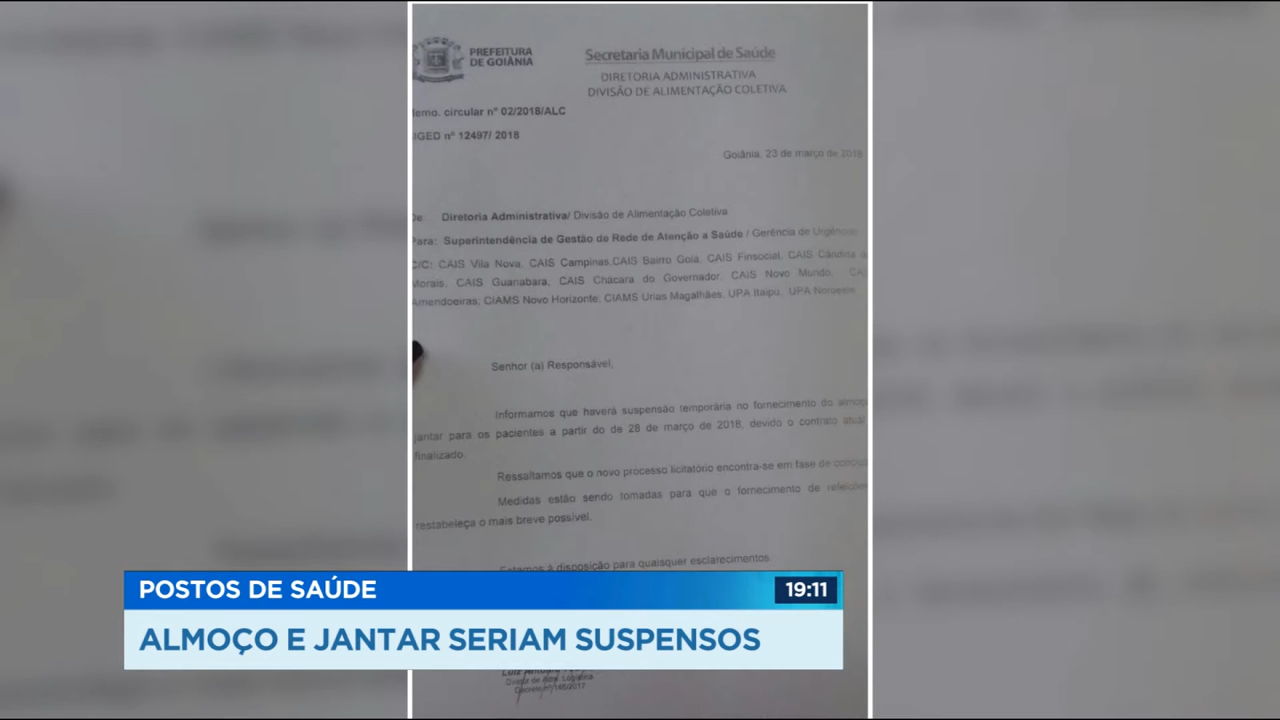 PREFEITURA
DE GOIÂNIA
Secretaria Municipal de Saúde
DIRETORIA ADMINISTRATIVA
DIVISÃO DE ALIMENTAÇÃO COLETIVA
emo. circular nº 02/2018/ALC
IGED nº 12497/ 2018
Goiânia, 23 de março de 2018
De Diretoria Administrativa/ Divisão de Alimentação Coletiva
Para: Superintendência de Gestão de Rede de Atenção a Saúde / Gerência de Urgência
C/C: CAIS Vila Nova, CAIS Campinas,CAIS Bairro Goiá, CAIS Finsocial, CAIS Cândida
Morais, CAIS Guanabara, CAIS Chácara do Governador, CAIS Novo Mundo, CA
Amendoeiras, CIAMS Novo Horizonte, CIAMS Urias Magalhães, UPA Itaipu, UPA Noroeste
Senhor (a) Responsável,
Informamos que haverá suspensão temporária no fornecimento do almoç
jantar para os pacientes a partir do de 28 de março de 2018, devido o contrato atual
finalizado.
Ressaltamos que o novo processo licitatório encontra-se em fase de conclus
Medidas estão sendo tomadas para que o fornecimento de refeições
restabeleça o mais breve possível.
Estamos à disposição para quaisquer esclarecimentos.
POSTOS DE SAÚDE
19:11
ALMOÇO E JANTAR SERIAM SUSPENSOS